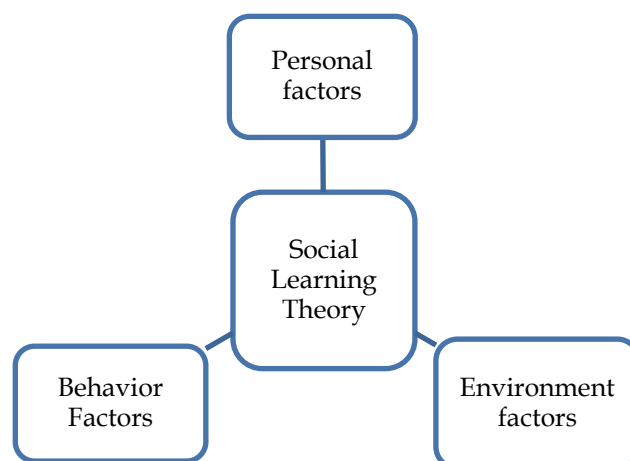 Personal
factors
Social
Learning
Theory
Behavior
Factors
Environment
factors